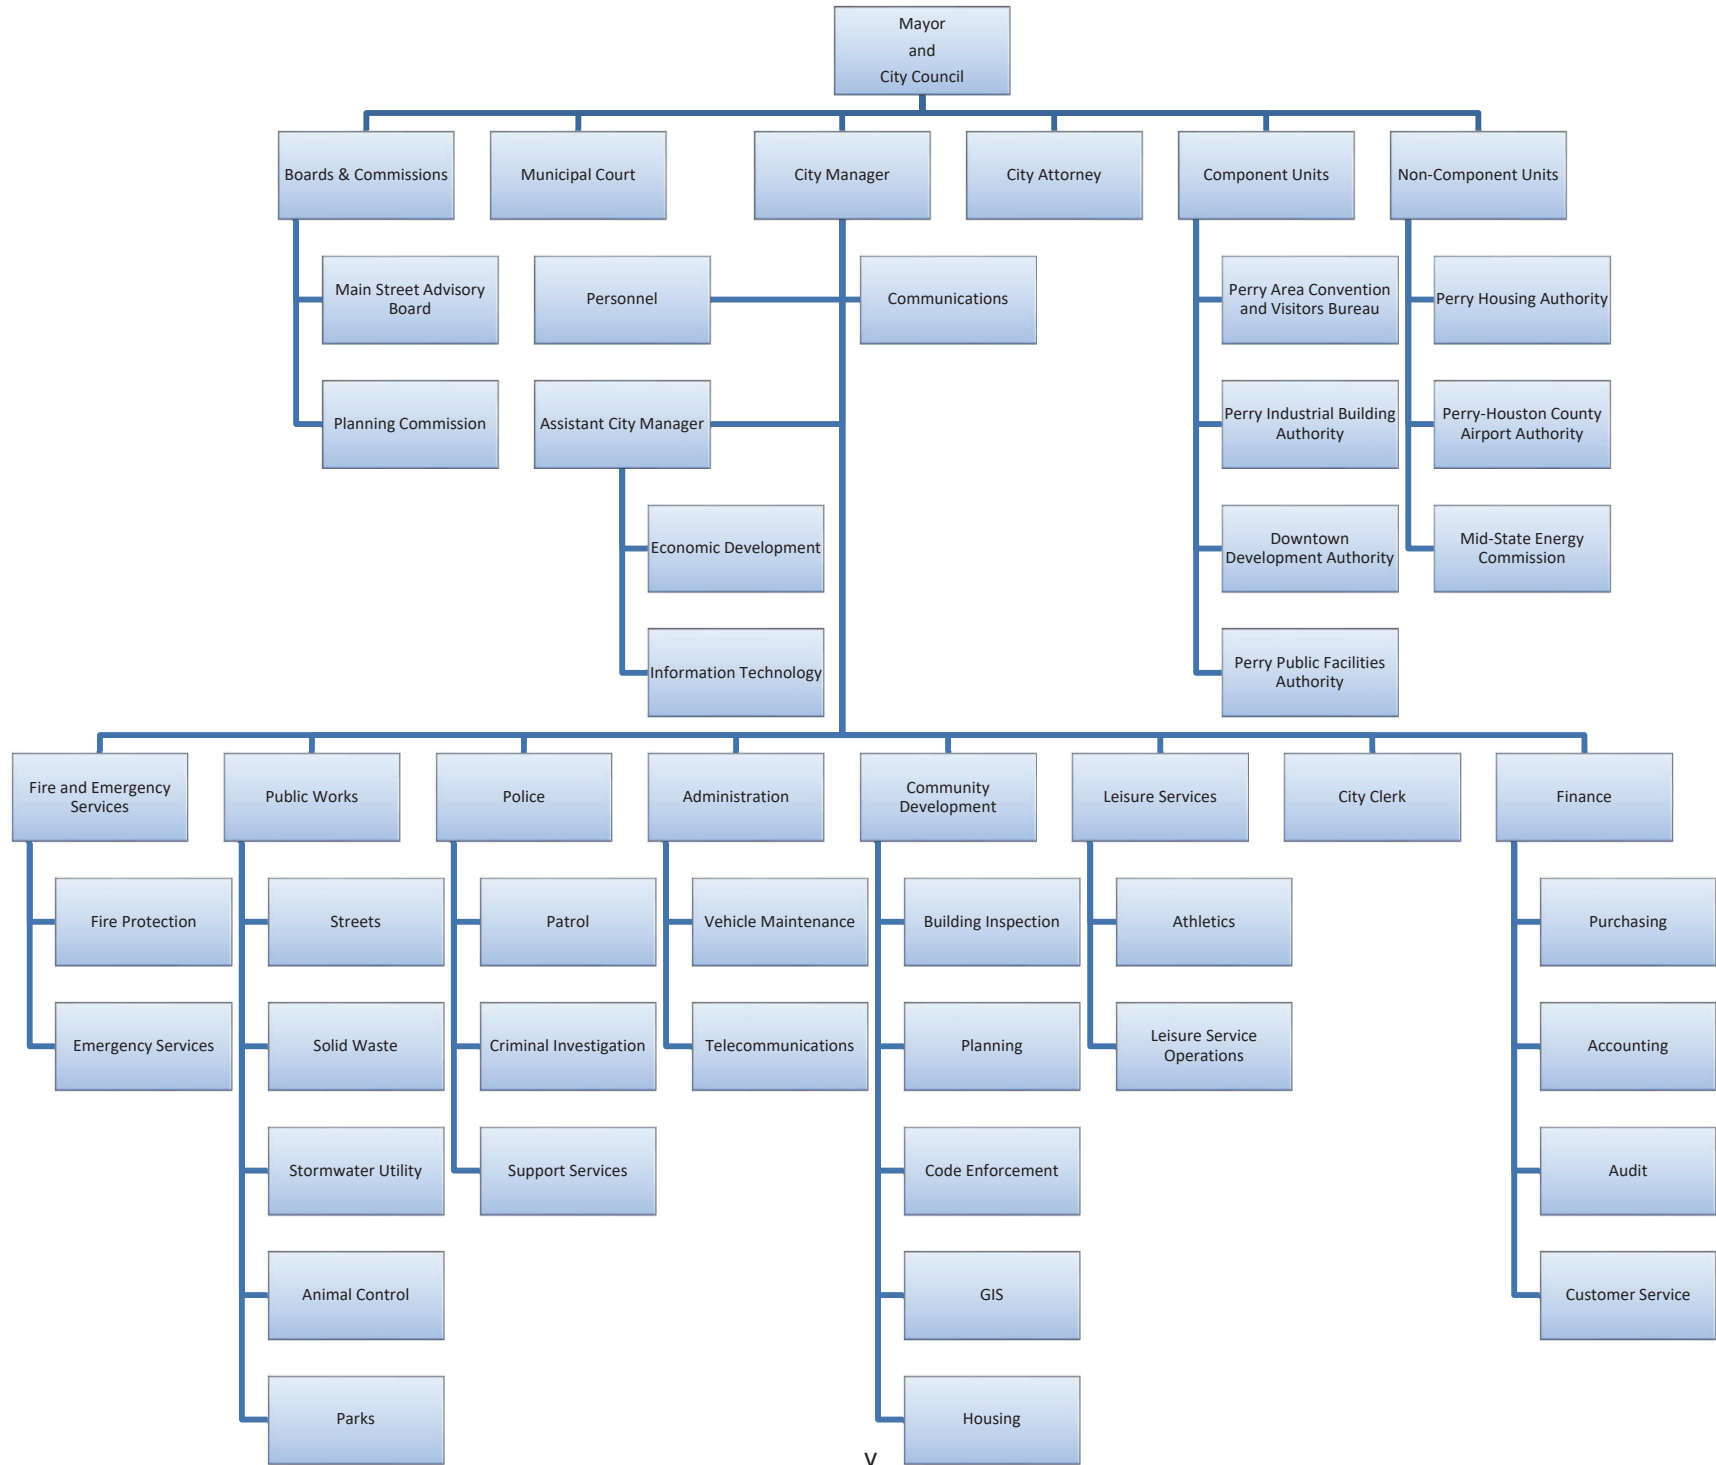 Mayor
and
City Council
Boards & Commissions
Municipal Court
City Manager
City Attorney
Component Units
Non-Component Units
Main Street Advisory
Board
Personnel
Communications
Perry Area Convention
and Visitors Bureau
Perry Housing Authority
Planning Commission
Assistant City Manager
Perry Industrial Building
Authority
Perry-Houston County
Airport Authority
Economic Development
Downtown
Development Authority
Mid-State Energy
Commission
Information Technology
Perry Public Facilities
Authority
Fire and Emergency
Services
Public Works
Police
Administration
Community
Development
Leisure Services
City Clerk
Finance
Fire Protection
Streets
Patrol
Vehicle Maintenance
Building Inspection
Athletics
Purchasing
Emergency Services
Solid Waste
Criminal Investigation
Telecommunications
Planning
Leisure Service
Operations
Accounting
Stormwater Utility
Support Services
Code Enforcement
Audit
Animal Control
GIS
Customer Service
Parks
Housing
v